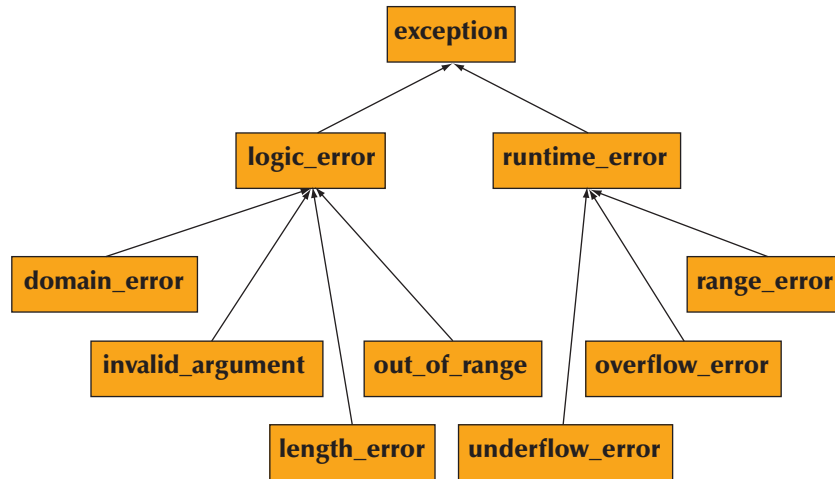 exception
logic_error
runtime_error
domain_error
range_error
invalid_argument
out_of_range
overflow_error
length_error
underflow_error